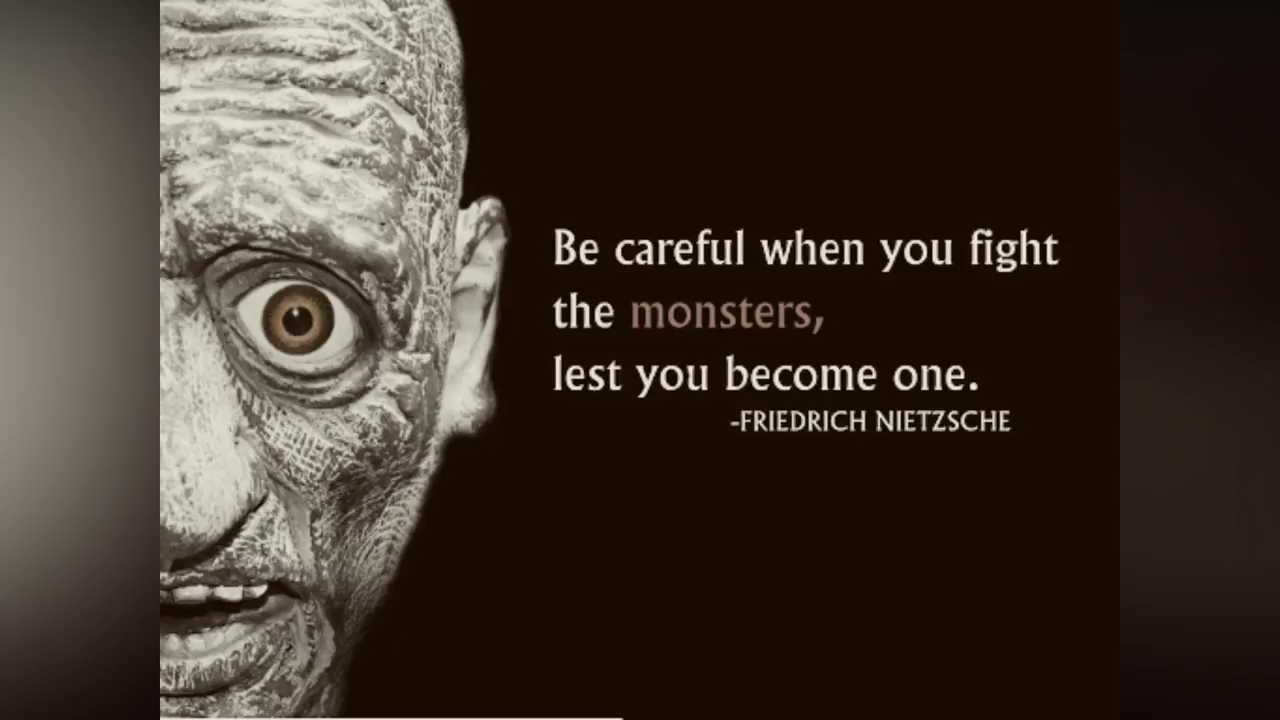 Be careful when you fight
the monsters,
lest you become one.
-FRIEDRICH NIETZSCHE